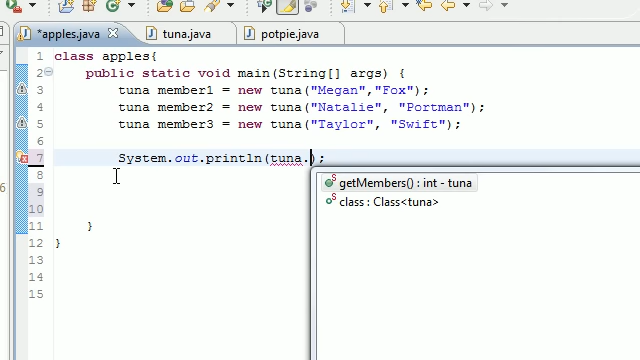 *apples.java
tuna.java
potpie.java
1 class apples{
2 public static void main(String[] args) {
3 tuna member1 = new tuna("Megan","Fox");
4 tuna member2 = new tuna("Natalie", "Portman");
5 tuna member3 = new tuna("Taylor", "Swift");
6
7 System.out.println(tuna.);
8
9
10
11 }
12 }
13
14
15
getMembers() : int - tuna
class : Class<tuna>
6